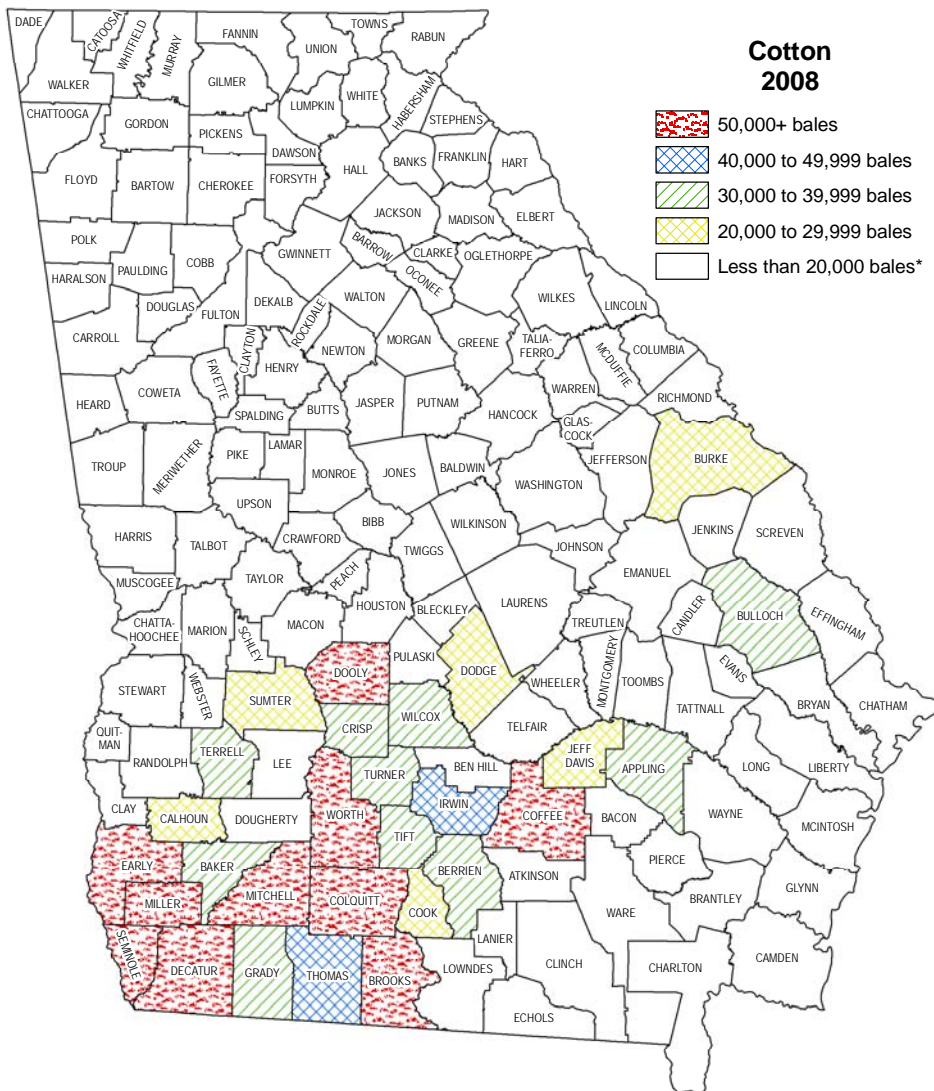 Cotton
2008
50,000+ bales
40,000 to 49,999 bales
30,000 to 39,999 bales
20,000 to 29,999 bales
Less than 20,000 bales*
DADE
CATOOSA
WHITFIELD
MURRAY
FANNIN
UNION
TOWNS
RABUN
WALKER
GILMER
LUMPKIN
WHITE
HABERSHAM
STEPHENS
CHATTOOGA
GORDON
PICKENS
DAWSON
HALL
BANKS
FRANKLIN
HART
FLOYD
BARTOW
CHEROKEE
FORSYTH
JACKSON
MADISON
ELBERT
POLK
PAULDING
COBB
GWINNETT
BARROW
CLARKE
OCONEE
OGLETHORPE
HARALSON
DOUGLAS
FULTON
DEKALB
ROCKDALE
WALTON
WILKES
LINCOLN
CARROLL
CLAYTON
HENRY
NEWTON
MORGAN
GREENE
TALIA-
FERRO
MCDUFFIE
COLUMBIA
HEARD
COWETA
FAYETTE
SPALDING
BUTTS
JASPER
PUTNAM
HANCOCK
WARREN
GLAS-
COCK
RICHMOND
TROUP
MERIWETHER
PIKE
LAMAR
MONROE
JONES
BALDWIN
WASHINGTON
JEFFERSON
BURKE
HARRIS
TALBOT
UPSON
CRAWFORD
BIBB
TWIGGS
WILKINSON
JOHNSON
JENKINS
SCREVEN
MUSCOGEE
TAYLOR
PEACH
HOUSTON
BLECKLEY
LAURENS
EMANUEL
CANDLER
BULLOCH
EFFINGHAM
CHATTA-
HOOCHEE
MARION
SCHLEY
MACON
DOOLY
PULASKI
DODGE
TREUTLEN
WHEELER
MONTGOMERY
TOOMBS
EVANS
BRYAN
CHATHAM
STEWART
WEBSTER
SUMTER
CRISP
WILCOX
TELFAIR
TATTNALL
QUIT-
MAN
RANDOLPH
TERRELL
LEE
TURNER
BEN HILL
JEFF
DAVIS
APPLING
LONG
LIBERTY
CLAY
CALHOUN
DOUGHERTY
WORTH
IRWIN
COFFEE
BACON
WAYNE
MCINTOSH
EARLY
BAKER
TIFT
BERRIEN
ATKINSON
PIERCE
GLYNN
MILLER
MITCHELL
COLQUITT
COOK
WARE
BRANTLEY
SEMINOLE
DECATUR
GRADY
THOMAS
BROOKS
LANIER
LOWNDES
CLINCH
CHARLTON
CAMDEN
ECHOLS